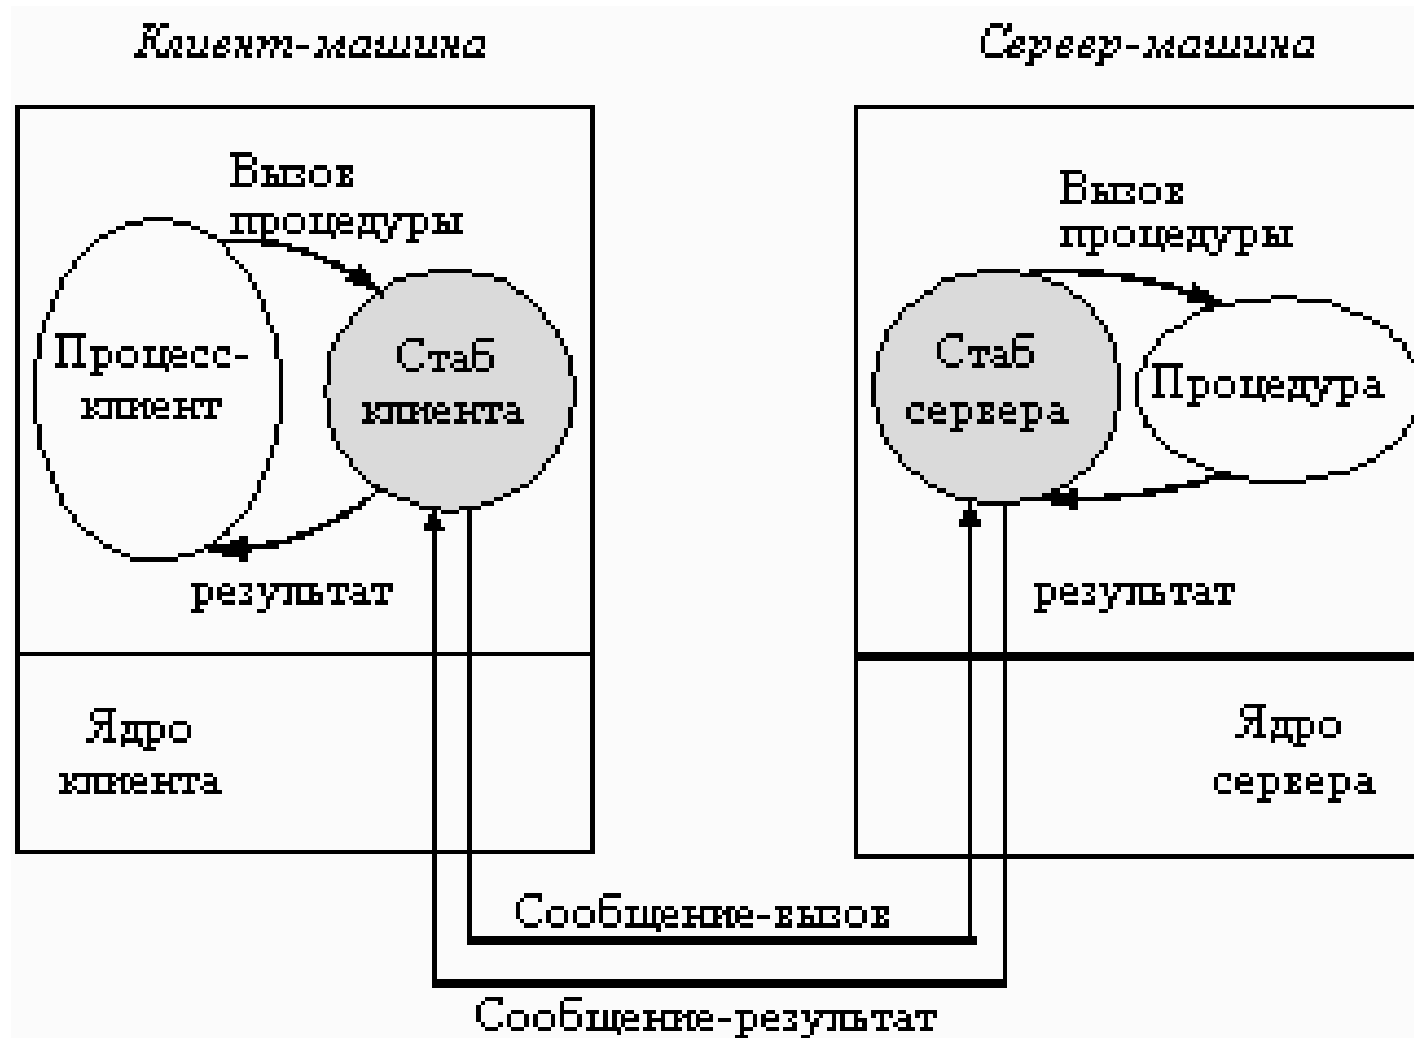 Клиент-машина
Сервер-машина
Вызов
процедуры
Процесс-
клиент
Стаб
клиента
результат
Ядро
клиента
Вызов
процедуры
Стаб
сервера
Процедура
результат
Ядро
сервера
Сообщение-вызов
Сообщение-результат